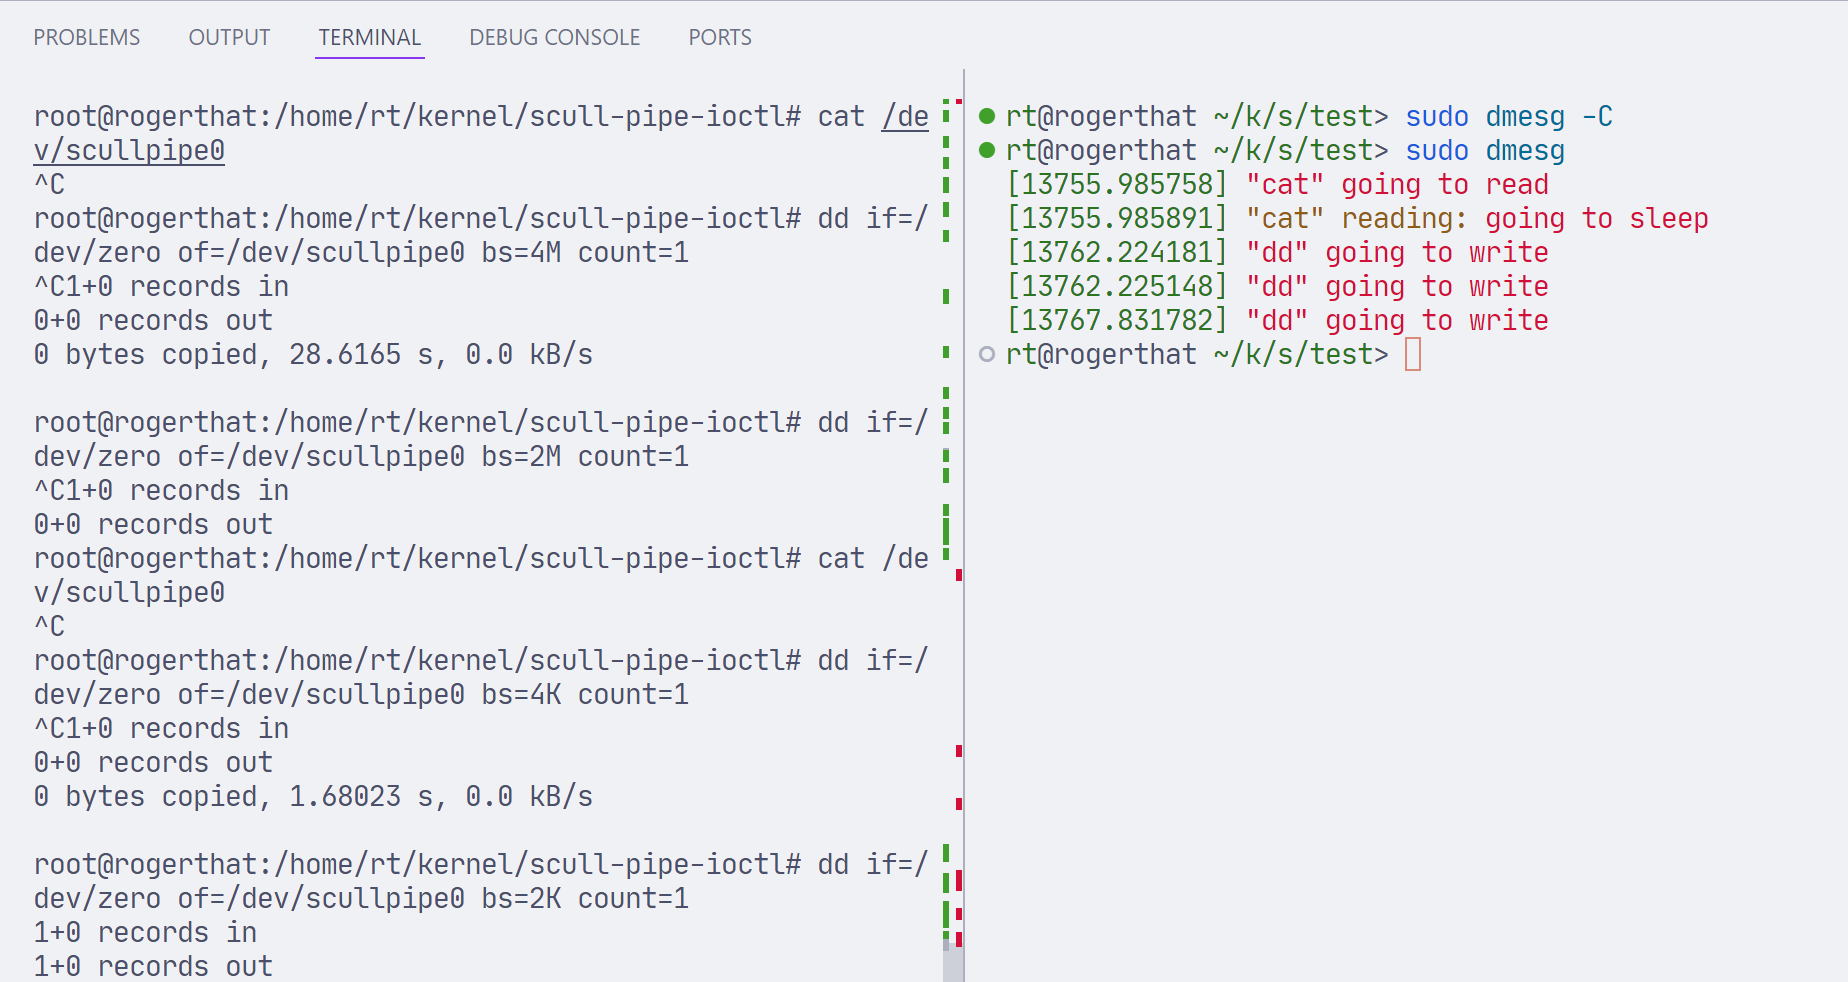 PROBLEMS OUTPUT TERMINAL DEBUG CONSOLE PORTS
root@rogerthat:/home/rt/kernel/scull-pipe-ioctl# cat /de
v/scullpipe0
^C
root@rogerthat:/home/rt/kernel/scull-pipe-ioctl# dd if=/
dev/zero of=/dev/scullpipe0 bs=4M count=1
^C1+0 records in
0+0 records out
0 bytes copied, 28.6165 s, 0.0 kB/s
root@rogerthat:/home/rt/kernel/scull-pipe-ioctl# dd if=/
dev/zero of=/dev/scullpipe0 bs=2M count=1
^C1+0 records in
0+0 records out
root@rogerthat:/home/rt/kernel/scull-pipe-ioctl# cat /de
v/scullpipe0
^C
root@rogerthat:/home/rt/kernel/scull-pipe-ioctl# dd if=/
dev/zero of=/dev/scullpipe0 bs=4K count=1
^C1+0 records in
0+0 records out
0 bytes copied, 1.68023 s, 0.0 kB/s
root@rogerthat:/home/rt/kernel/scull-pipe-ioctl# dd if=/
dev/zero of=/dev/scullpipe0 bs=2K count=1
1+0 records in
1+0 records out
rt@rogerthat ~/k/s/test> sudo dmesg -C
rt@rogerthat ~/k/s/test> sudo dmesg
[13755.985758] "cat" going to read
[13755.985891] "cat" reading: going to sleep
[13762.224181] "dd" going to write
[13762.225148] "dd" going to write
[13767.831782] "dd" going to write
rt@rogerthat ~/k/s/test>